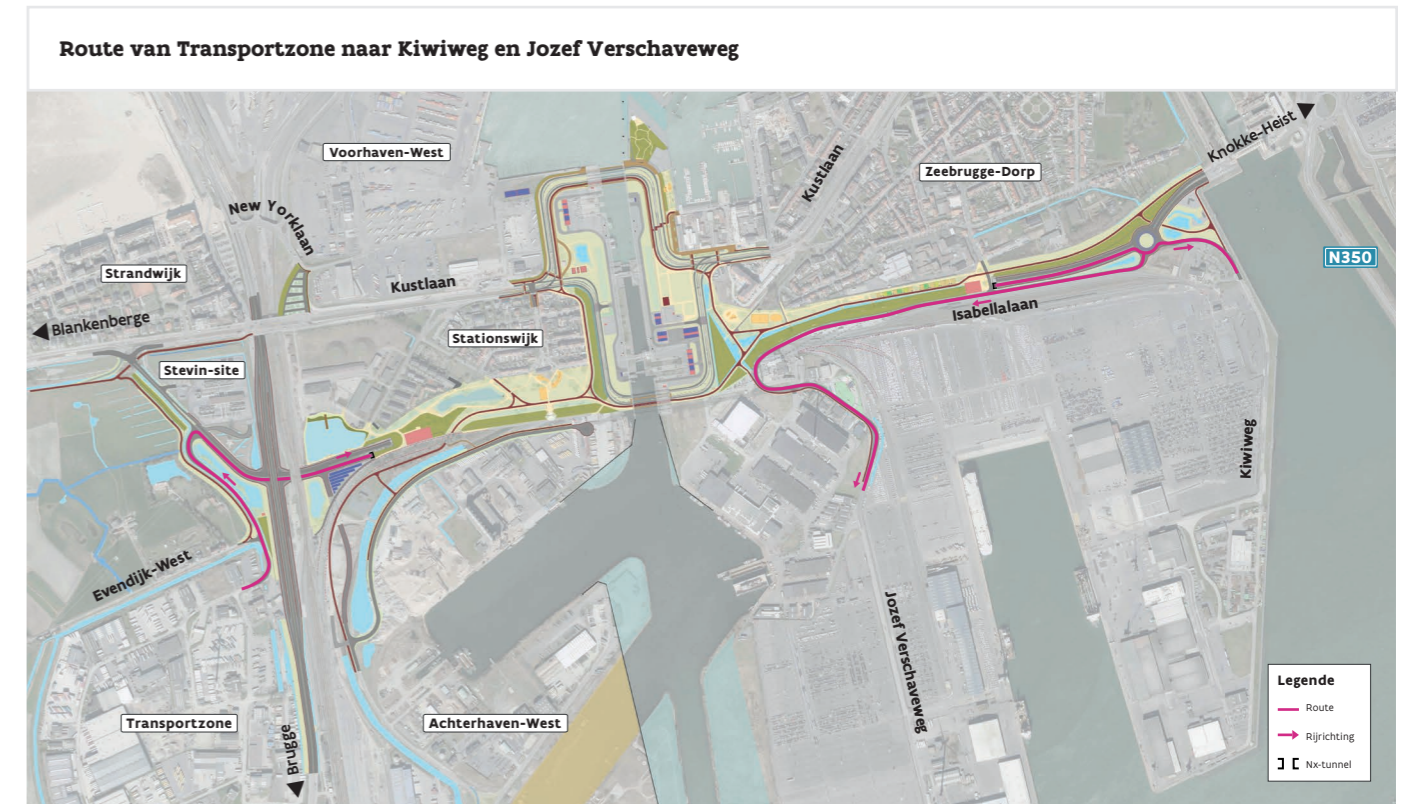 Route van Transportzone naar Kiwiweg en Jozef Verschaveweg
Knokke-Heist
Voorhaven-West
Kustlaan
Zeebrugge-Dorp
New Yorklaan
N350
Strandwijk
Kustlaan
Blankenberge
Isabellalaan
Stationswijk
Stevin-site
Kiwiweg
Evendijk-West
Jozef Verschaveweg
Legende
Route
Rijrichting
Nx-tunnel
Transportzone
Achterhaven-West
Brugge